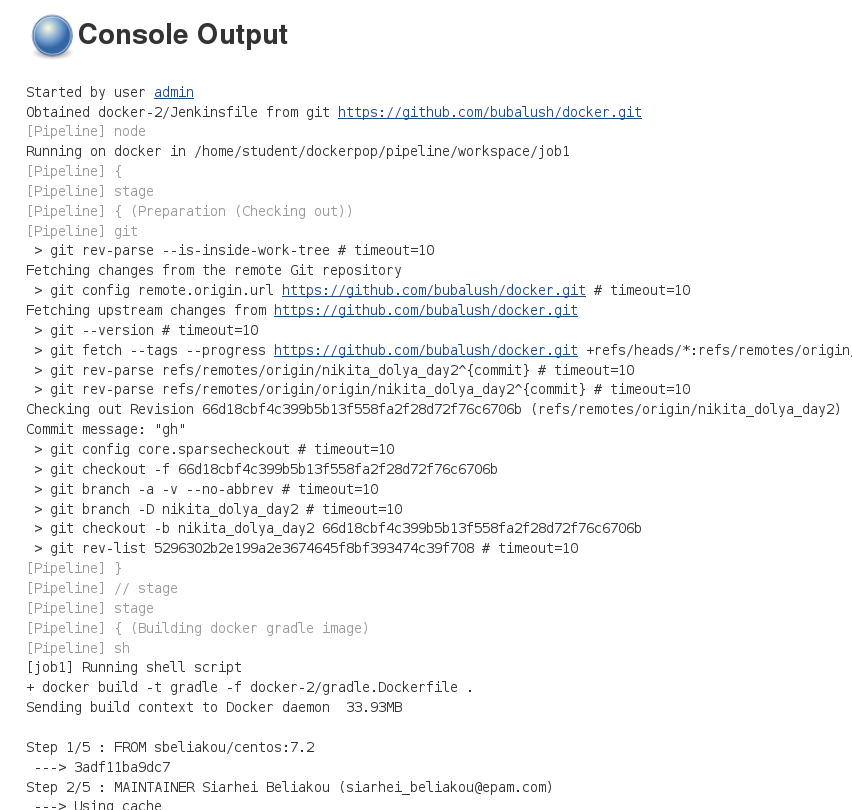 Console Output
Started by user admin
Obtained docker-2/Jenkinsfile from git https://github.com/bubalush/docker.git
[Pipeline] node
Running on docker in /home/student/dockerpop/pipeline/workspace/job1
[Pipeline] {
[Pipeline] stage
[Pipeline] { (Preparation (Checking out))
[Pipeline] git
 > git rev-parse --is-inside-work-tree # timeout=10
Fetching changes from the remote Git repository
 > git config remote.origin.url https://github.com/bubalush/docker.git # timeout=10
Fetching upstream changes from https://github.com/bubalush/docker.git
 > git --version # timeout=10
 > git fetch --tags --progress https://github.com/bubalush/docker.git +refs/heads/*:refs/remotes/origin/
 > git rev-parse refs/remotes/origin/nikita_dolya_day2^{commit} # timeout=10
 > git rev-parse refs/remotes/origin/origin/nikita_dolya_day2^{commit} # timeout=10
Checking out Revision 66d18cbf4c399b5b13f558fa2f28d72f76c6706b (refs/remotes/origin/nikita_dolya_day2)
Commit message: "gh"
 > git config core.sparsecheckout # timeout=10
 > git checkout -f 66d18cbf4c399b5b13f558fa2f28d72f76c6706b
 > git branch -a -v --no-abbrev # timeout=10
 > git branch -D nikita_dolya_day2 # timeout=10
 > git checkout -b nikita_dolya_day2 66d18cbf4c399b5b13f558fa2f28d72f76c6706b
 > git rev-list 5296302b2e199a2e3674645f8bf393474c39f708 # timeout=10
[Pipeline] }
[Pipeline] // stage
[Pipeline] stage
[Pipeline] { (Building docker gradle image)
[Pipeline] sh
[job1] Running shell script
+ docker build -t gradle -f docker-2/gradle.Dockerfile .
Sending build context to Docker daemon  33.93MB
Step 1/5 : FROM sbeliakou/centos:7.2
 ---> 3adf11ba9dc7
Step 2/5 : MAINTAINER Siarhei Beliakou (siarhei_beliakou@epam.com)
 ---> Using cache